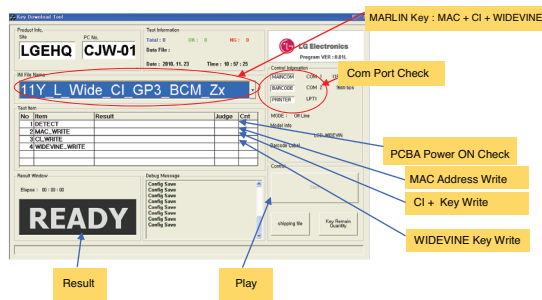 Key Download Tool
MARLIN Key : MAC + CI + WIDEVINE
Product Info.
Site
PC No.
LGEHQ
CJW-01
Test Information
Total : 0
OK : 0
NG : 0
Data File :
Date : 2010. 11. 23
Time : 10 : 57 : 25
LG Electronics
Program VER : 0.01L
INI File Name
11Y_L_Wide_CI_GP3_BCM_Zx
Control Information
MAINCOM COM
BARCODE COM 2 9600 bps
PRINTER LPT1
Com Port Check
Test Item
No Item Result Judge Cnt
1 DETECT
2 MAC_WRITE
3 CI_WRITE
4 WIDEVINE_WRITE
MODE : Off Line
Model Info
LCD_WIDEVIN
Barcode Label
Control
PCBA Power ON Check
MAC Address Write
CI + Key Write
WIDEVINE Key Write
Result Window
Elapse : 00 : 00 : 00
READY
Debug Message
Config Save
Config Save
Config Save
Config Save
Config Save
Config Save
Config Save
Config Save
Config Save
shipping file
Key Remain
Quantity
Result
Play